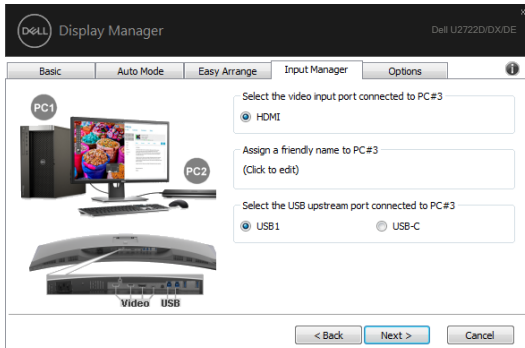 DELL Display Manager
Dell U2722D/DX/DE
Basic
Auto Mode
Easy Arrange
Input Manager
Options
PC1
PC2
Video USB
Select the video input port connected to PC#3
HDMI
Assign a friendly name to PC#3
(Click to edit)
Select the USB upstream port connected to PC#3
USB1
USB-C
< Back
Next >
Cancel